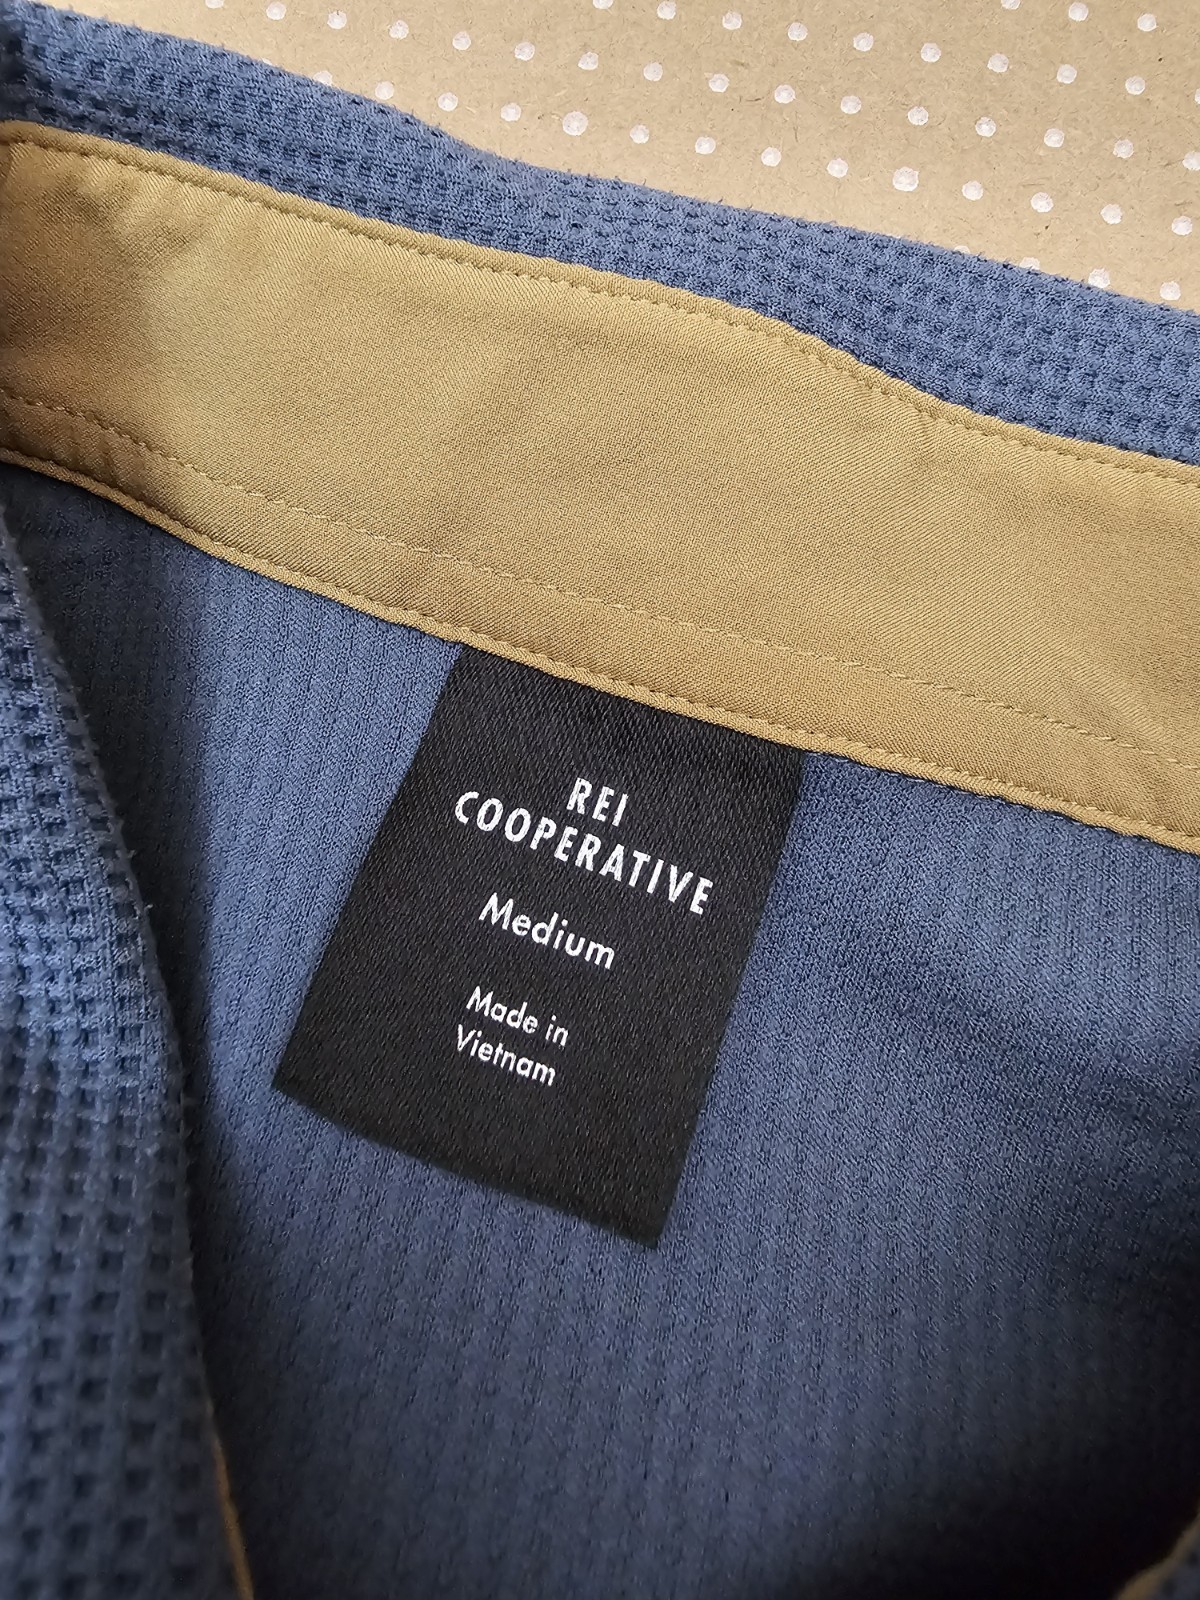 REI
COOPERATIVE
Medium
Made in
Vietnam